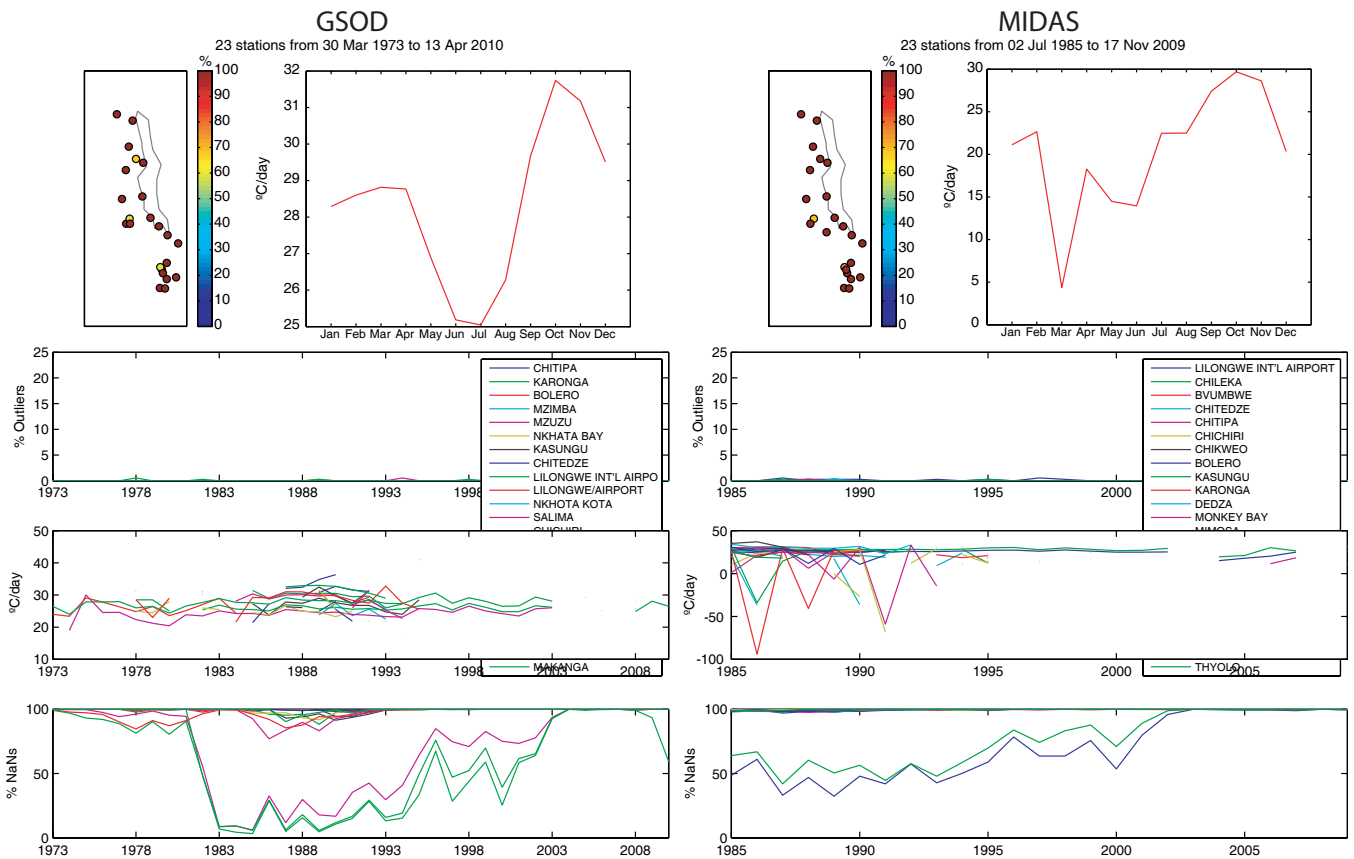 GSOD
23 stations from 30 Mar 1973 to 13 Apr 2010
%
100
90
80
70
60
50
40
30
20
10
0
ºC/day
32
31
30
29
28
27
26
25
Jan Feb Mar Apr May Jun Jul Aug Sep Oct Nov Dec
% Outliers
25
20
15
10
5
0
1973 1978 1983 1988 1993 1998
CHITIPA
KARONGA
BOLERO
MZIMBA
MZUZU
NKHATA BAY
KASUNGU
CHITEDZE
LILONGWE INT'L AIRPO
LILONGWE/AIRPORT
NKHOTA KOTA
SALIMA
ºC/day
50
40
30
20
10
MAKANGA
1973 1978 1983 1988 1993 1998 2003 2008
% NaNs
100
50
0
1973 1978 1983 1988 1993 1998 2003 2008
MIDAS
23 stations from 02 Jul 1985 to 17 Nov 2009
%
100
90
80
70
60
50
40
30
20
10
0
ºC/day
30
25
20
15
10
5
0
Jan Feb Mar Apr May Jun Jul Aug Sep Oct Nov Dec
% Outliers
25
20
15
10
5
0
1985 1990 1995 2000
LILONGWE INT'L AIRPORT
CHILEKA
BVUMBWE
CHITEDZE
CHITIPA
CHICHIRI
CHIKWEO
BOLERO
KASUNGU
KARONGA
DEDZA
MONKEY BAY
ºC/day
50
0
-50
-100
THYOLO
1985 1990 1995 2000 2005
% NaNs
100
50
0
1985 1990 1995 2000 2005